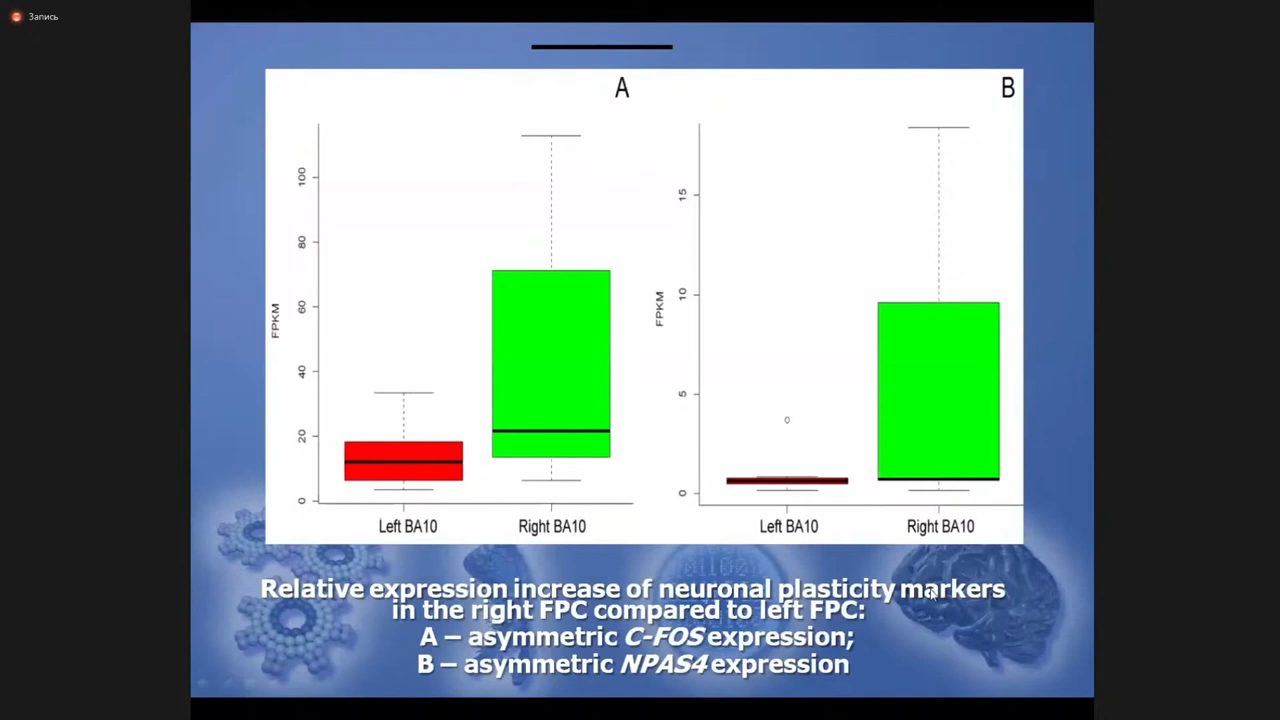 Запись
A
B
100
80
60
40
20
0
FPKM
Left BA10
Right BA10
15
10
5
0
FPKM
Left BA10
Right BA10
Relative expression increase of neuronal plasticity markers
in the right FPC compared to left FPC:
A – asymmetric C-FOS expression;
B – asymmetric NPAS4 expression